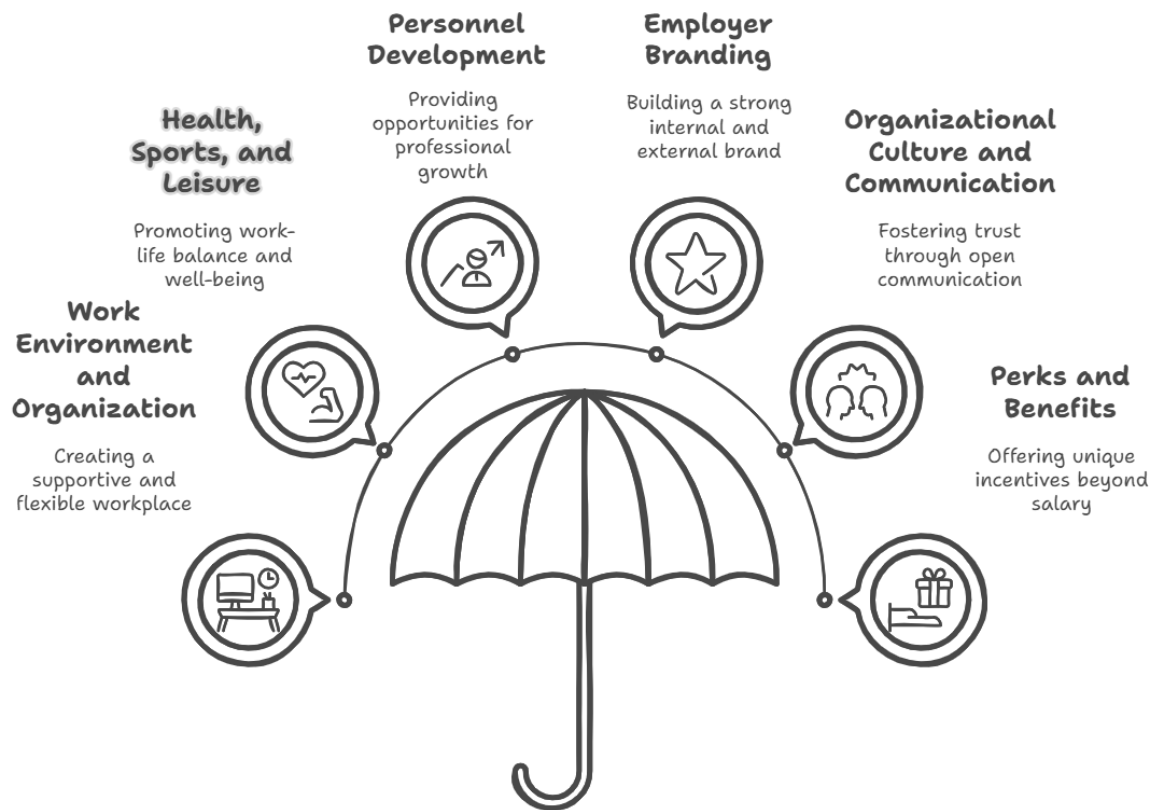 Personnel
Development
Providing
opportunities for
professional
growth
Employer
Branding
Building a strong
internal and
external brand
Health,
Sports, and
Leisure
Promoting work-
life balance and
well-being
Organizational
Culture and
Communication
Fostering trust
through open
communication
Work
Environment
and
Organization
Creating a
supportive and
flexible workplace
Perks and
Benefits
Offering unique
incentives beyond
salary